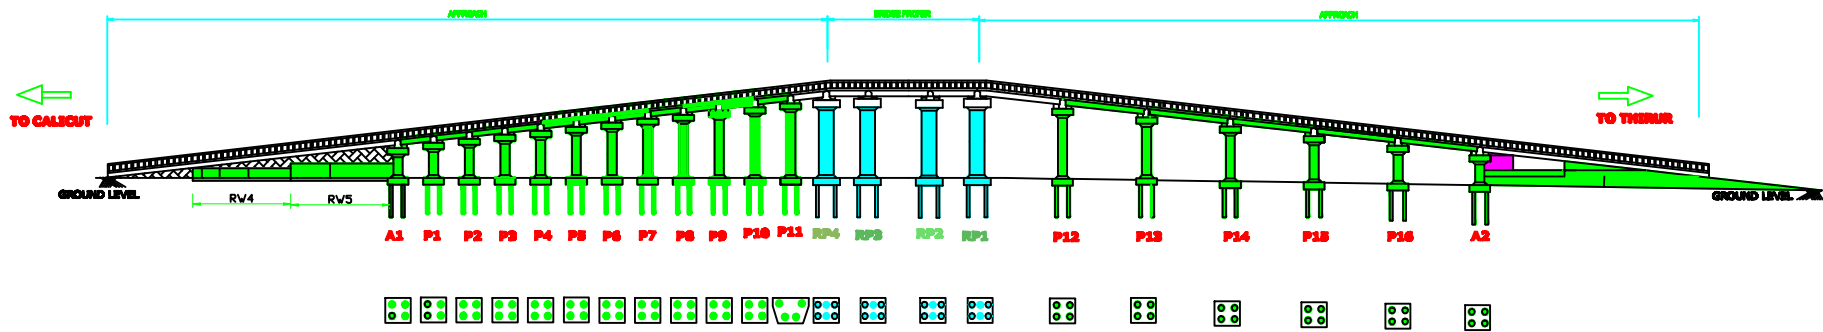 APPROACH
BRIDGE PROPER
APPROACH
TO CALICUT
TO THIRUR
GROUND LEVEL
RW4
RW5
GROUND LEVEL
A1 P1 P2 P3 P4 P5 P6 P7 P8 P9 P10 P11 RP4 RP3 RP2 RP1 P12 P13 P14 P15 P16 A2